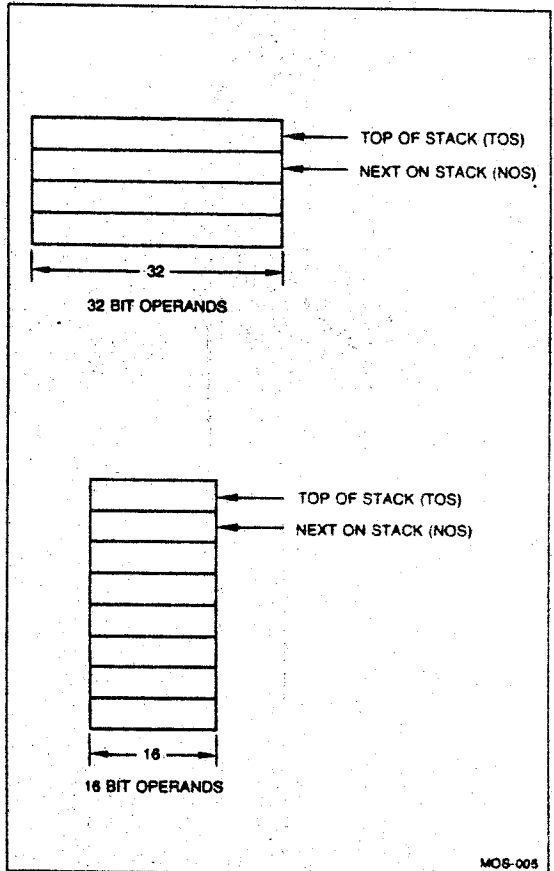 TOP OF STACK (TOS)
NEXT ON STACK (NOS)
32
32 BIT OPERANDS
TOP OF STACK (TOS)
NEXT ON STACK (NOS)
16
16 BIT OPERANDS
MOS-005